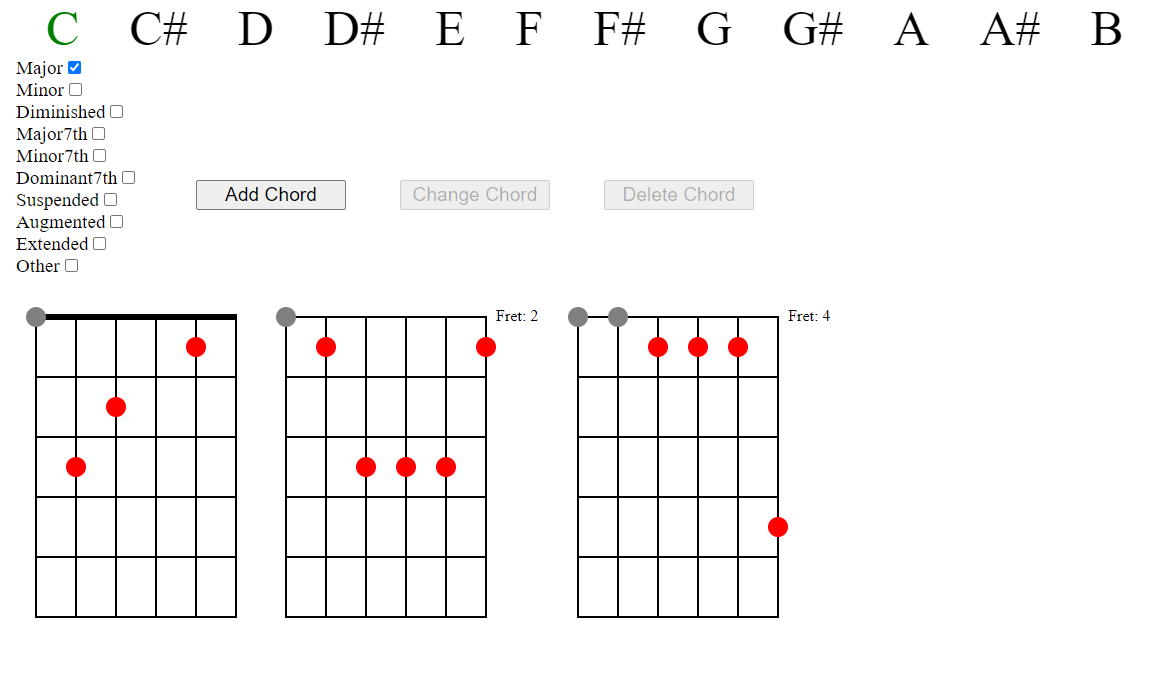 C C# D D# E F F# G G# A A# B
Major
Minor
Diminished
Major7th
Minor7th
Dominant7th
Suspended
Augmented
Extended
Other
Add Chord Change Chord Delete Chord
Fret: 2 Fret: 4